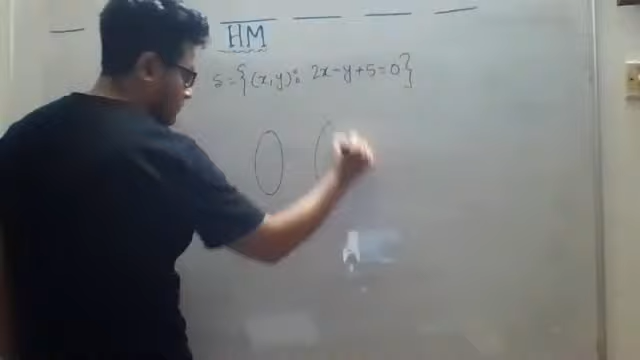 HM
S = {(x, y) : 2x - y + 5 = 0}